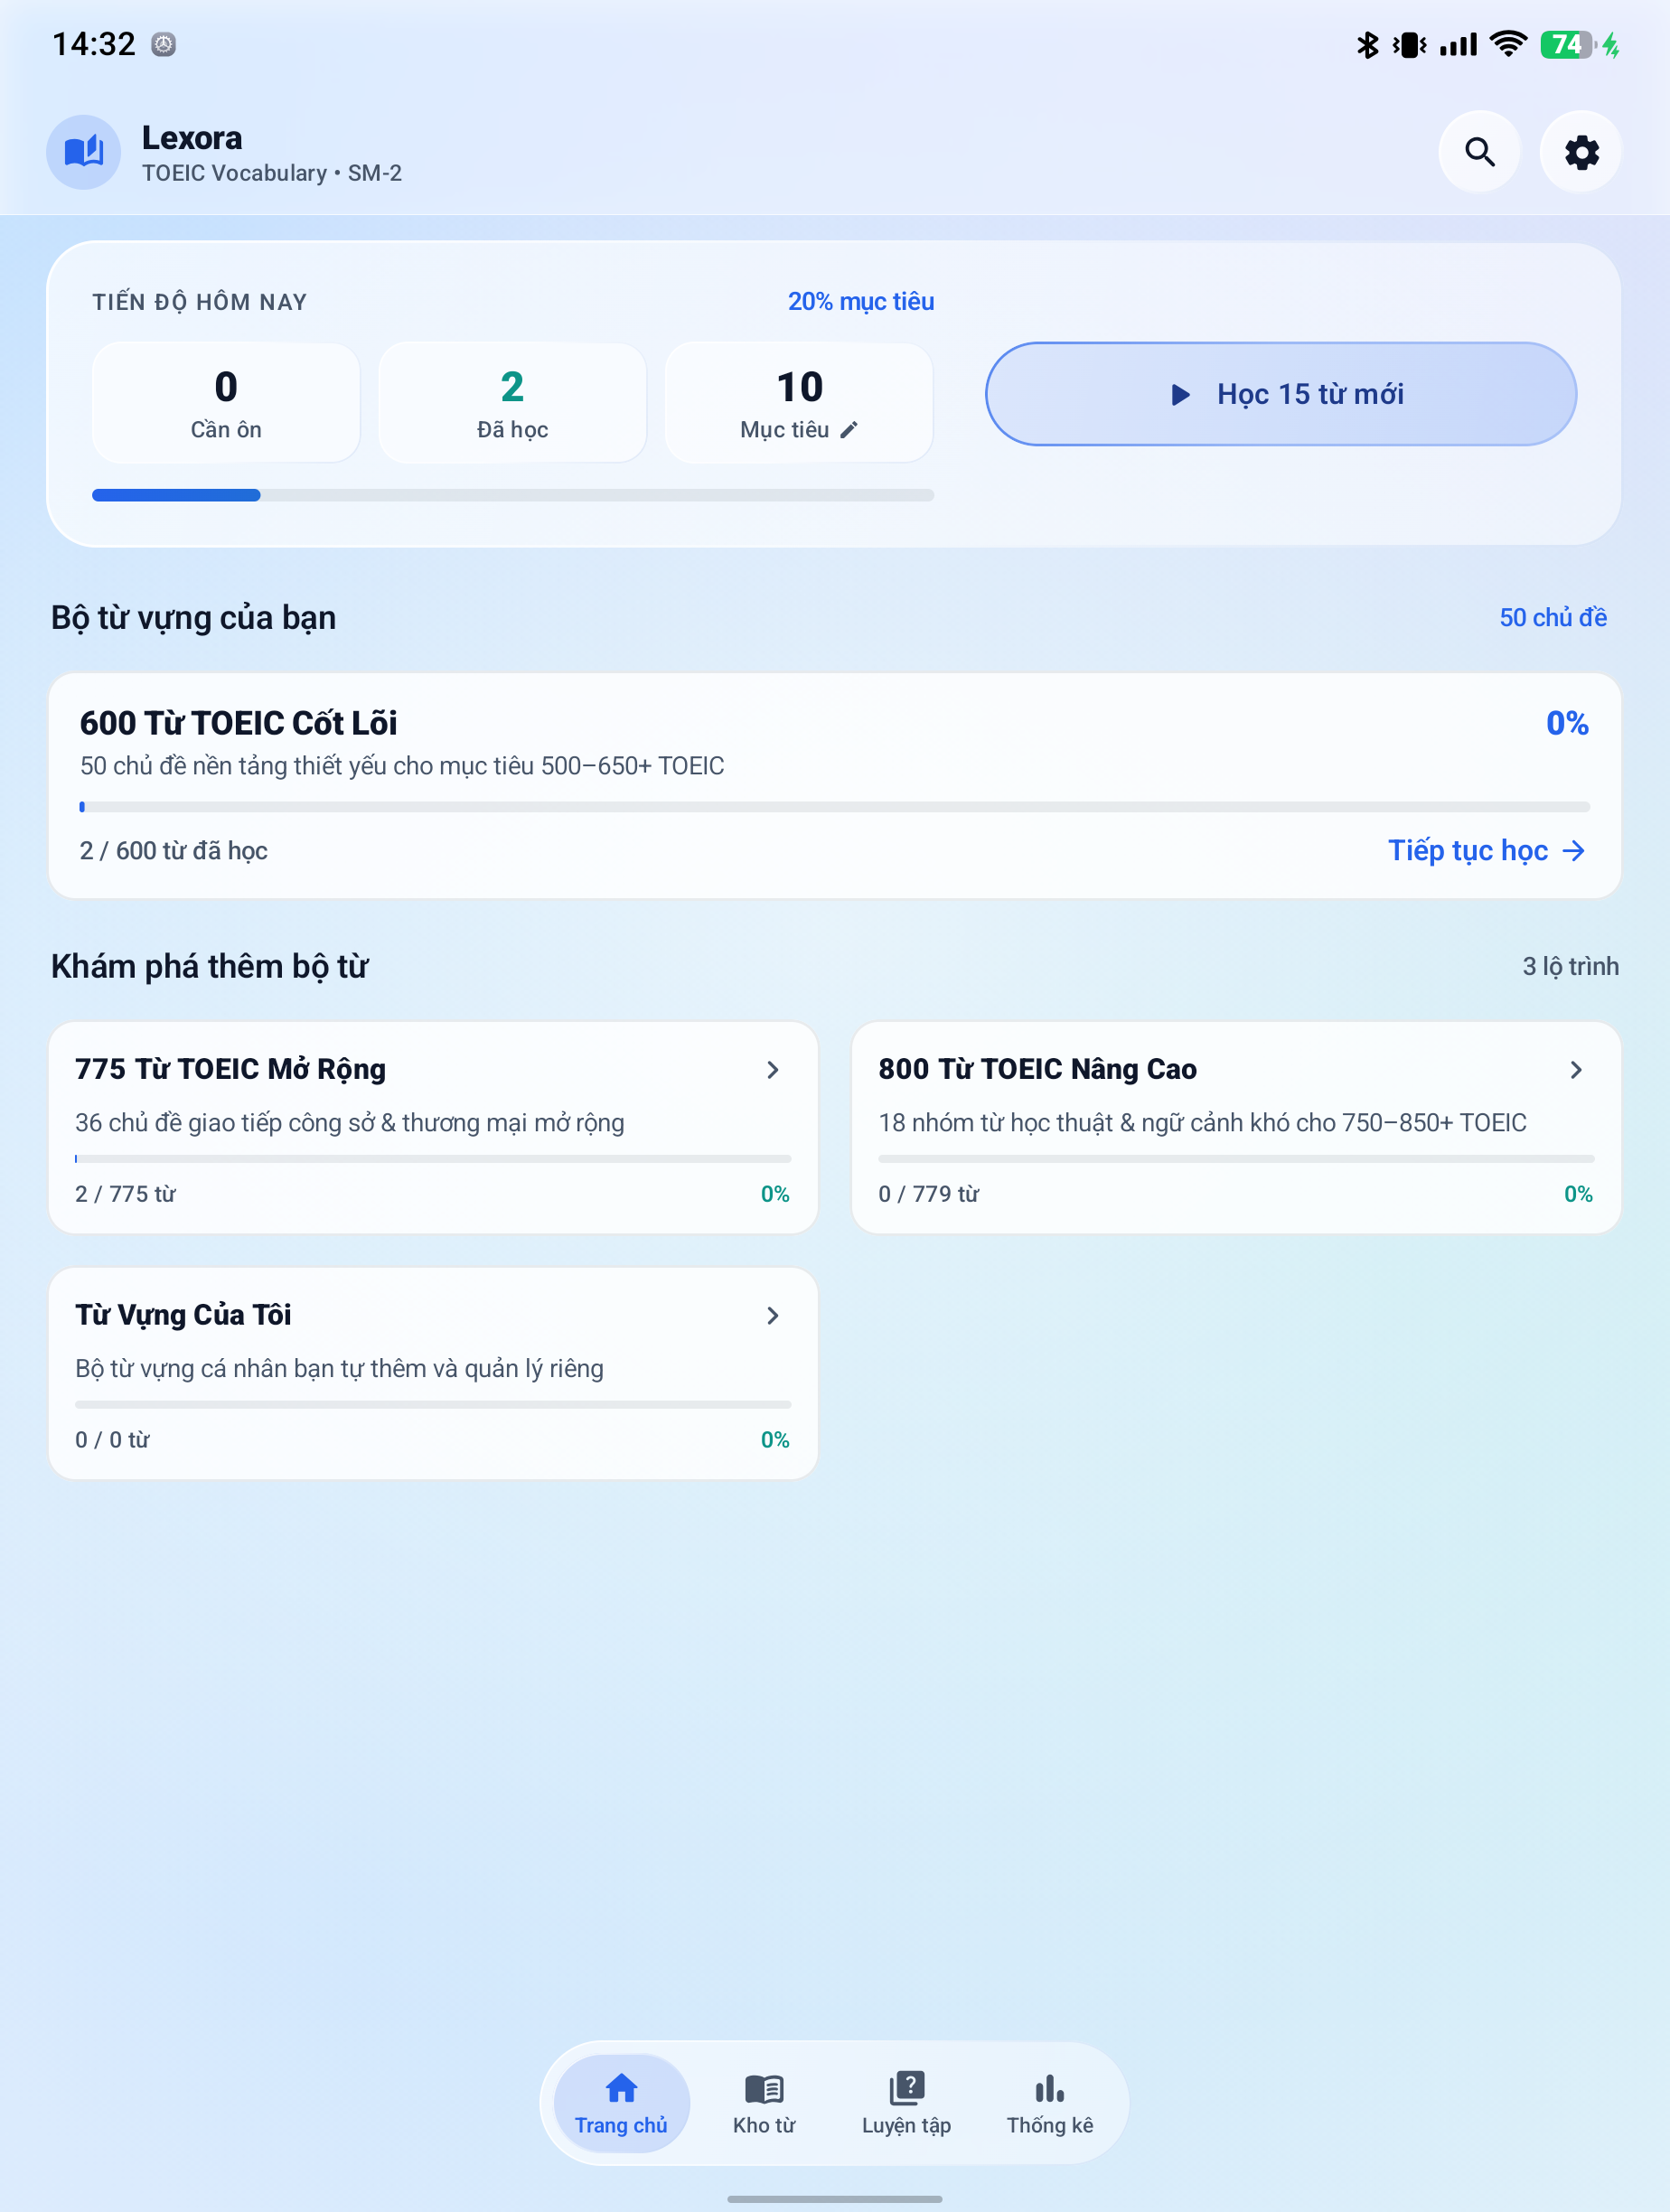 14:32
74
Lexora
TOEIC Vocabulary • SM-2
TIẾN ĐỘ HÔM NAY
20% mục tiêu
0
Cần ôn
2
Đã học
10
Mục tiêu
Học 15 từ mới
Bộ từ vựng của bạn
50 chủ đề
600 Từ TOEIC Cốt Lõi
0%
50 chủ đề nền tảng thiết yếu cho mục tiêu 500–650+ TOEIC
2 / 600 từ đã học
Tiếp tục học →
Khám phá thêm bộ từ
3 lộ trình
775 Từ TOEIC Mở Rộng
36 chủ đề giao tiếp công sở & thương mại mở rộng
2 / 775 từ
0%
800 Từ TOEIC Nâng Cao
18 nhóm từ học thuật & ngữ cảnh khó cho 750–850+ TOEIC
0 / 779 từ
0%
Từ Vựng Của Tôi
Bộ từ vựng cá nhân bạn tự thêm và quản lý riêng
0 / 0 từ
0%
Trang chủ
Kho từ
Luyện tập
Thống kê